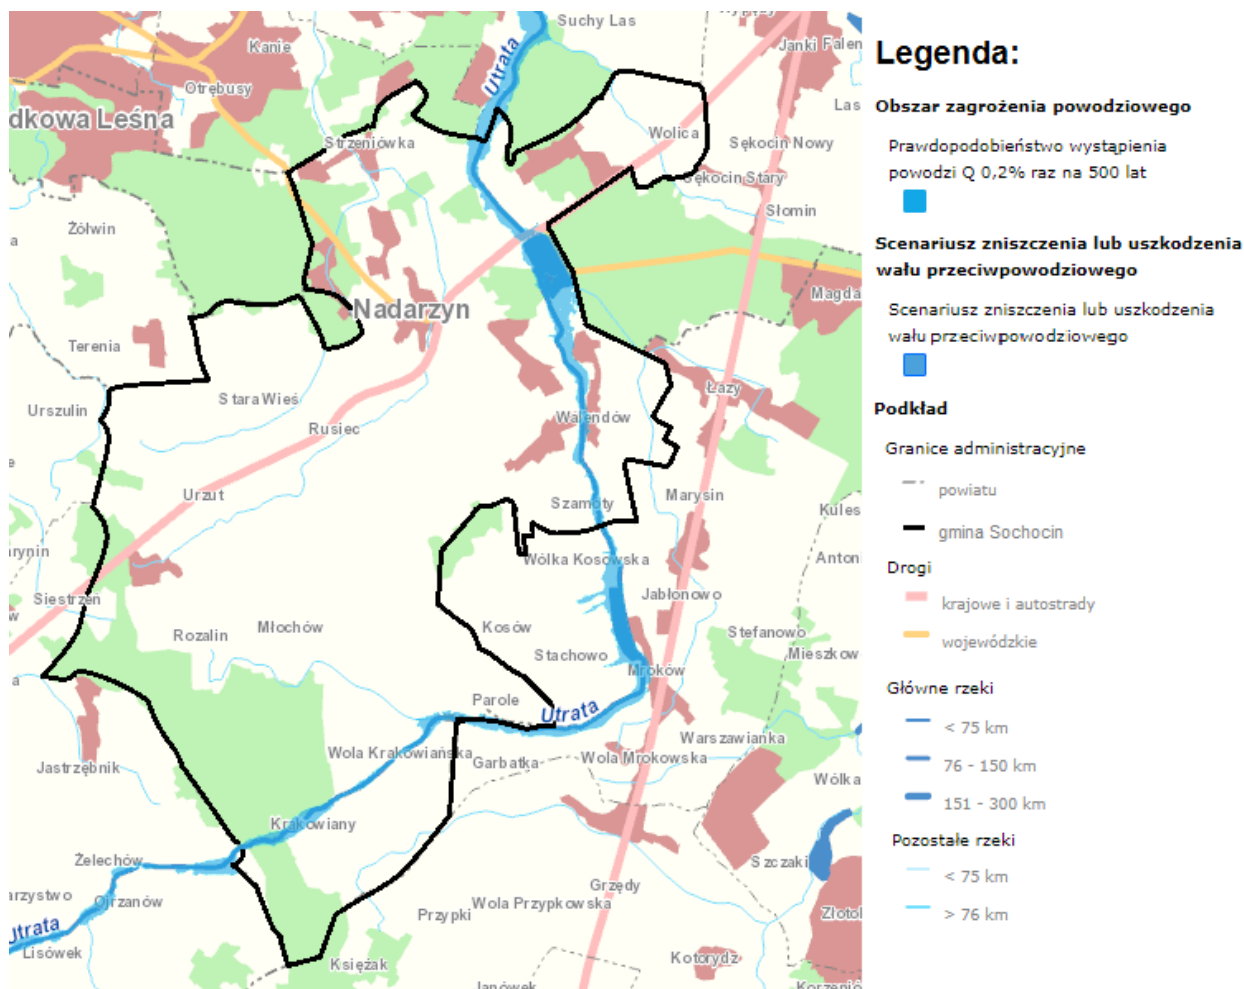 Suchy Las
Kanie
Janki Falen
Utrata
Otrębusy
Las
dkowa Leśna
Wolica
Strzeniówka
Sękocin Nowy
Sękocin Stary
Słomin
Żółwin
a
Magda
Nadarzyn
Terenia
Łazy
Stara Wieś
Urszulin
Walendów
Rusiec
e
Urzut
Marysin
Szamoty
Kules
arynin
Wólka Kosowska
Antoni
Siestrzeń
Jabłonowo
w
Młochów
Kosów
Rozalin
Stefanowo
Stachowo
Mieszkow
Mroków
a
Parole
Utrata
Warszawianka
Wola Krakowiańska
Garbatka
Wola Mrokowska
Jastrzębnik
Wólka
Krakowiany
Żelechów
Szczaki
Grzędy
arzystwo
Ojrzanów
Wola Przypkowska
Przypki
Złotok
Utrata
Lisówek
Książak
Kotorydz
Janówek
Korzenió
Legenda:
Obszar zagrożenia powodziowego
Prawdopodobieństwo wystąpienia
powodzi Q 0,2% raz na 500 lat
Scenariusz zniszczenia lub uszkodzenia
wału przeciwpowodziowego
Scenariusz zniszczenia lub uszkodzenia
wału przeciwpowodziowego
Podkład
Granice administracyjne
powiatu
gmina Sochocin
Drogi
krajowe i autostrady
wojewódzkie
Główne rzeki
< 75 km
76 - 150 km
151 - 300 km
Pozostałe rzeki
< 75 km
> 76 km